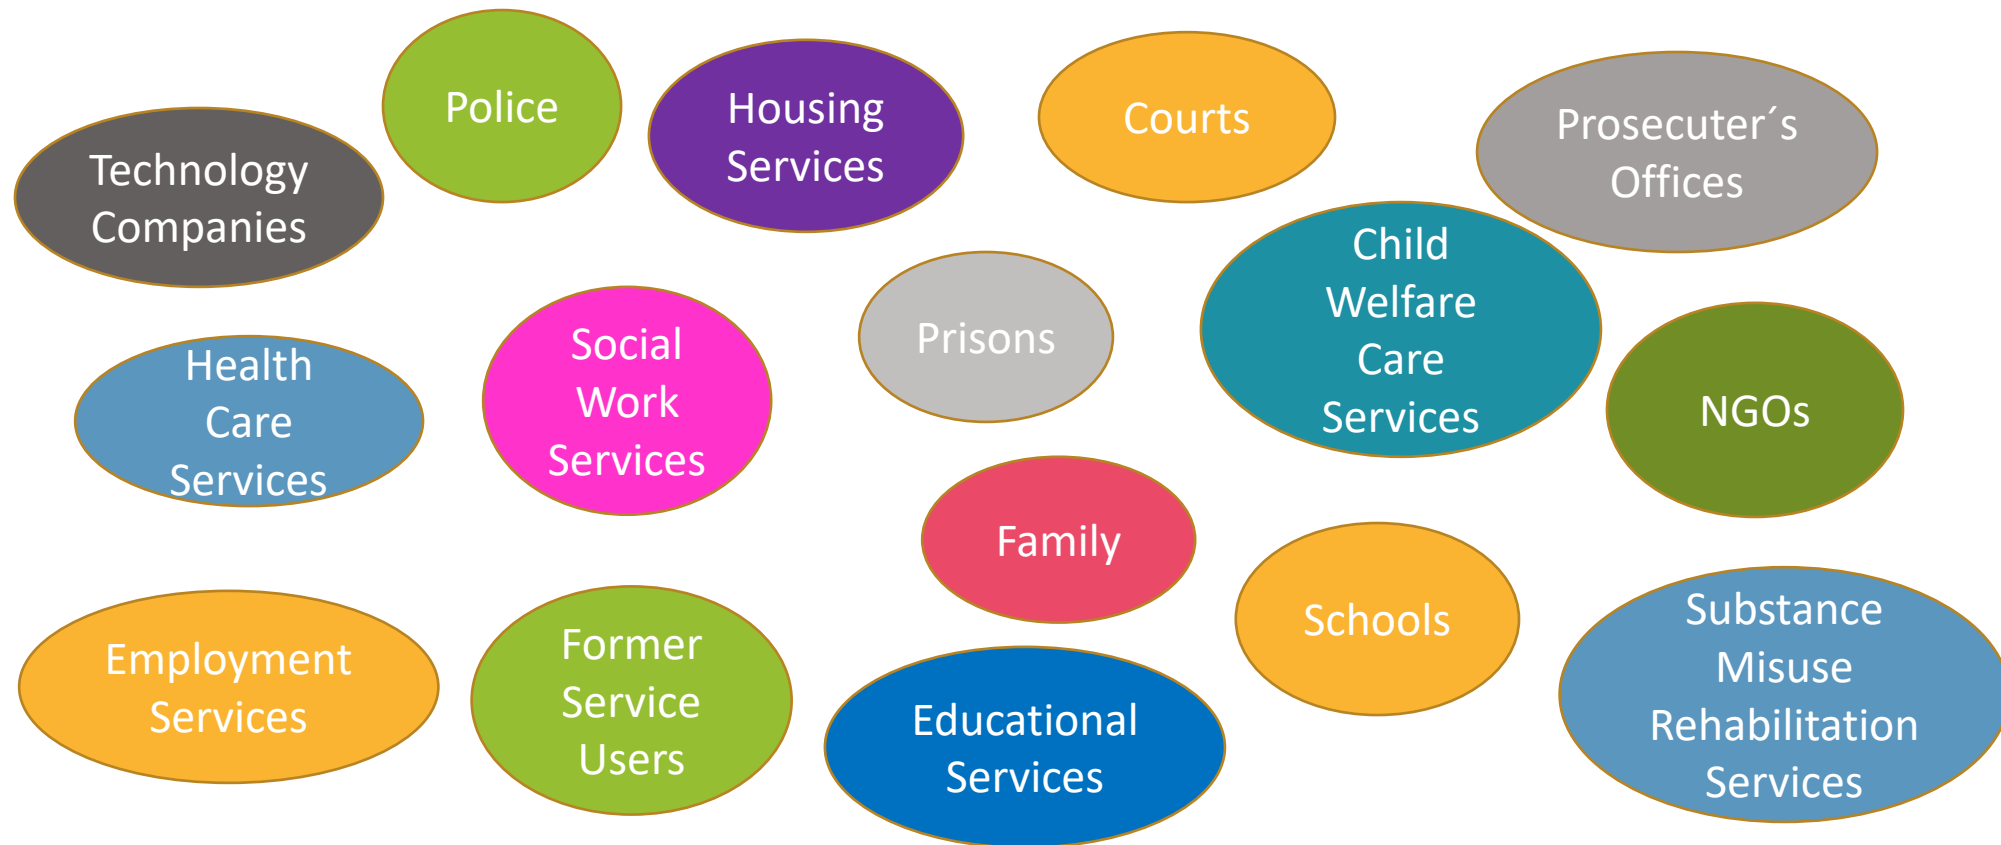 Technology
Companies
Police
Housing
Services
Courts
Prosecuter´s
Offices
Health
Care
Services
Social
Work
Services
Prisons
Child
Welfare
Care
Services
NGOs
Family
Employment
Services
Former
Service
Users
Educational
Services
Schools
Substance
Misuse
Rehabilitation
Services